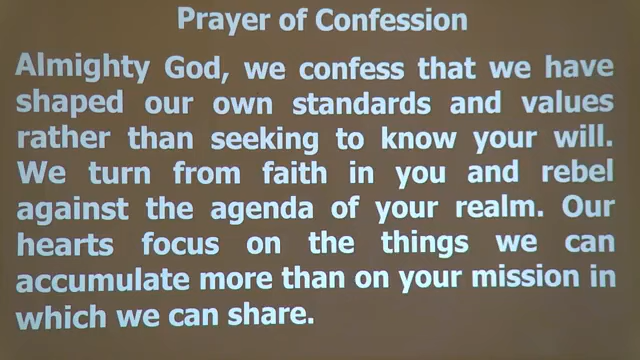 Prayer of Confession
Almighty God, we confess that we have
shaped our own standards and values
rather than seeking to know your will.
We turn from faith in you and rebel
against the agenda of your realm. Our
hearts focus on the things we can
accumulate more than on your mission in
which we can share.